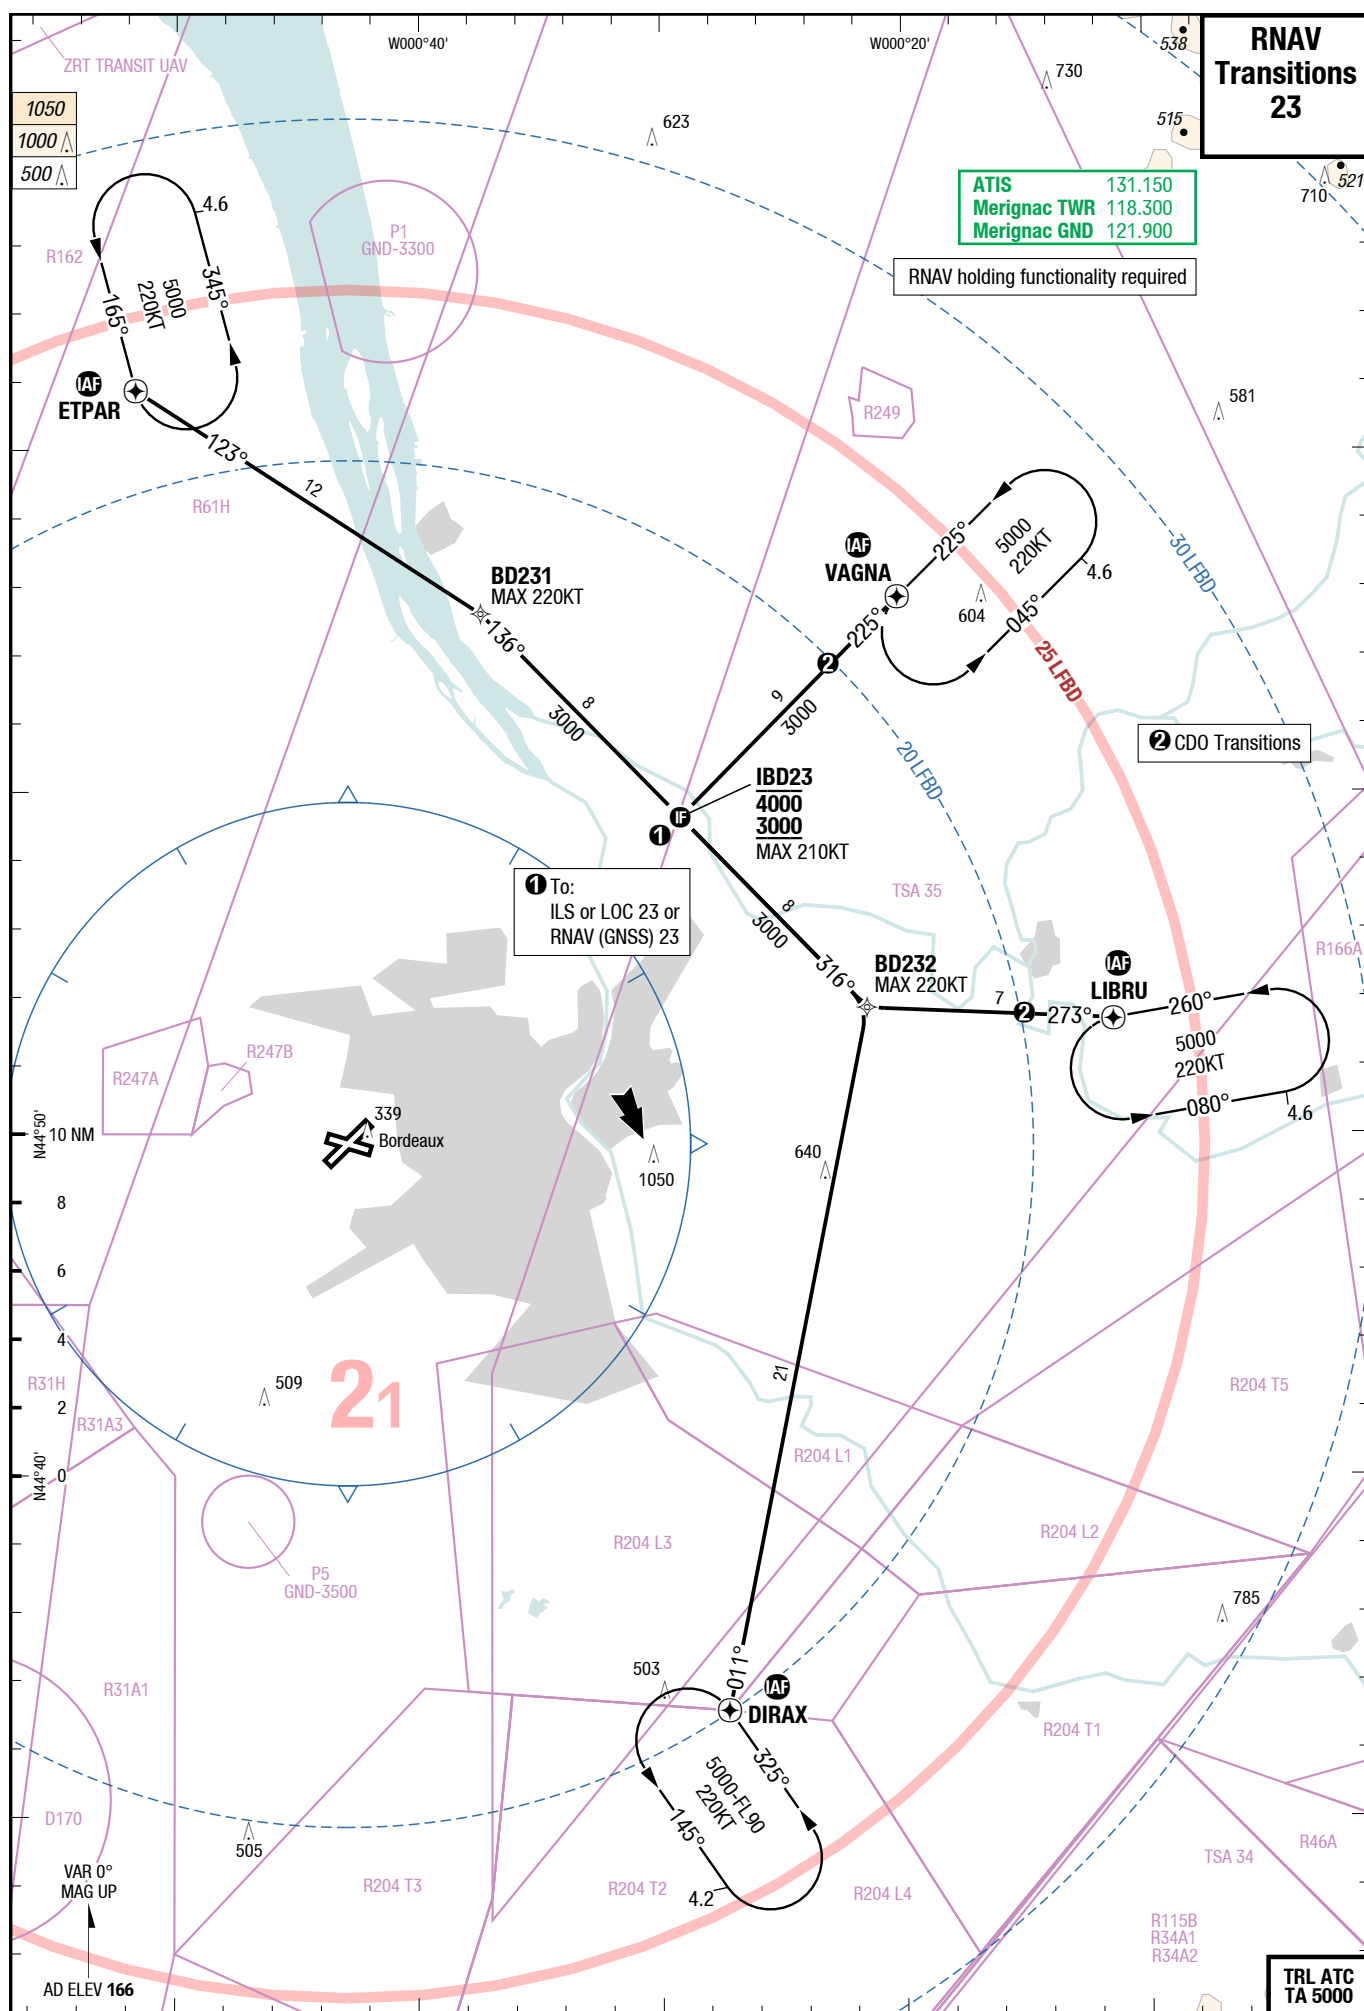 RNAV
Transitions
23
W000°40'
W000°20'
ZRT TRANSIT UAV
1050
1000
500
538
730
515
623
710
521
ATIS 131.150
Merignac TWR 118.300
Merignac GND 121.900
RNAV holding functionality required
R162
4.6
P1
GND-3300
345°
5000
220KT
165°
IAF
ETPAR
123°
12
R61H
R249
581
30 LFBD
225°
5000
220KT
4.6
IAF
VAGNA
604
045°
225°
25 LFBD
BD231
MAX 220KT
136°
8
3000
2
9
3000
20 LFBD
2 CDO Transitions
IBD23
4000
3000
MAX 210KT
IF
1
1 To:
ILS or LOC 23 or
RNAV (GNSS) 23
TSA 35
8
3000
316°
BD232
MAX 220KT
7
2
273°
IAF
LIBRU
260°
5000
220KT
080°
4.6
R166A
R247A
R247B
339
Bordeaux
1050
640
N44°50'
10 NM
8
6
4
2
0
N44°40'
R31H
R31A3
509
21
21
R204 T5
R204 L1
R204 L2
R204 L3
P5
GND-3500
785
R31A1
503
011°
IAF
DIRAX
325°
5000-FL90
220KT
145°
4.2
R204 T1
D170
505
VAR 0°
MAG UP
R204 T3
R204 T2
R204 L4
TSA 34
R46A
R115B
R34A1
R34A2
AD ELEV 166
TRL ATC
TA 5000